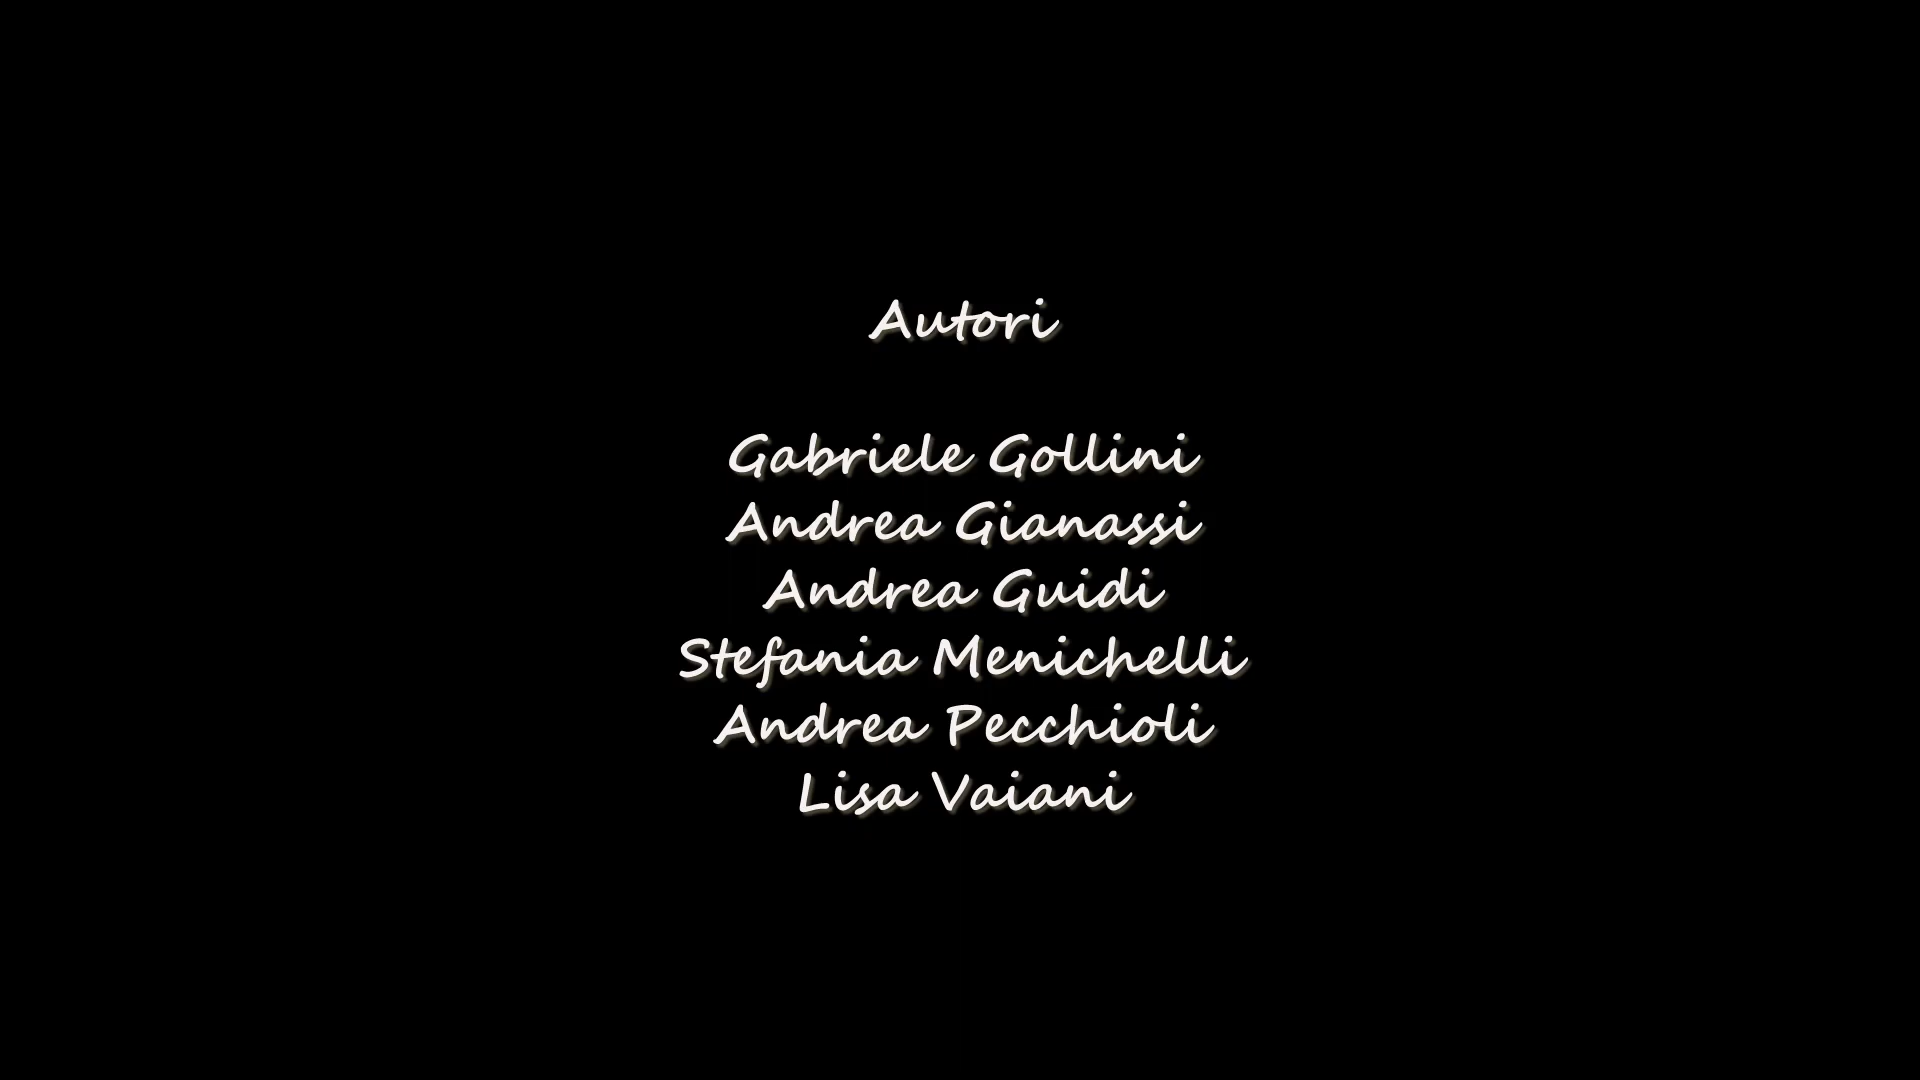 Autori
Gabriele Gollini
Andrea Gianassi
Andrea Guidi
Stefania Menichelli
Andrea Pecchioli
Lisa Vaiani